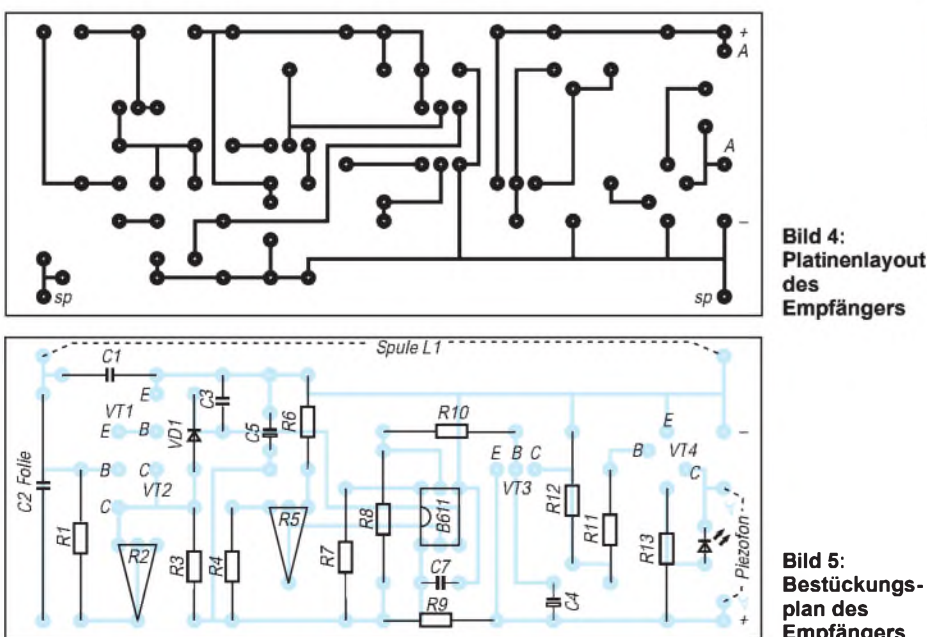 +
A
A
–
sp
sp
Bild 4:
Platinenlayout
des
Empfängers
Spule L1
C1
E
C3
VT1
E
B
VD1
C5
R6
R10
–
E
B
VT4
C2 Folie
B
C
VT2
E B C
VT3
C
R1
C
R2
R3
R4
R5
R7
R8
B611
R12
R11
R13
Piezofon
C7
C4
R9
+
Bild 5:
Bestückungs-
plan des
Empfängers